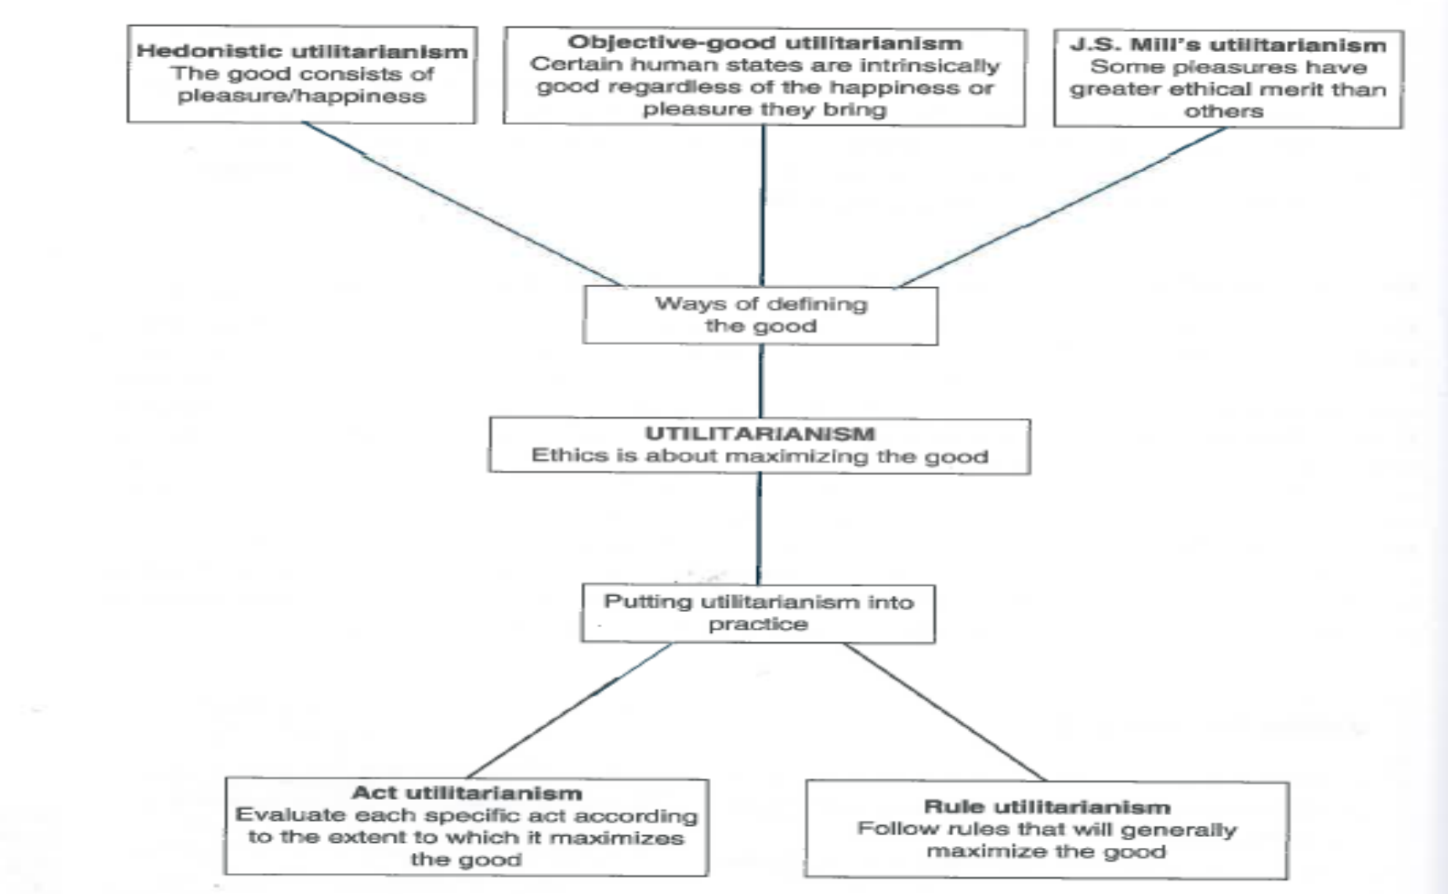 Hedonistic utilitarianism
The good consists of
pleasure/happiness
Objective-good utilitarianism
Certain human states are intrinsically
good regardless of the happiness or
pleasure they bring
J.S. Mill's utilitarianism
Some pleasures have
greater ethical merit than
others
Ways of defining
the good
UTILITARIANISM
Ethics is about maximizing the good
Putting utilitarianism into
practice
Act utilitarianism
Evaluate each specific act according
to the extent to which it maximizes
the good
Rule utilitarianism
Follow rules that will generally
maximize the good